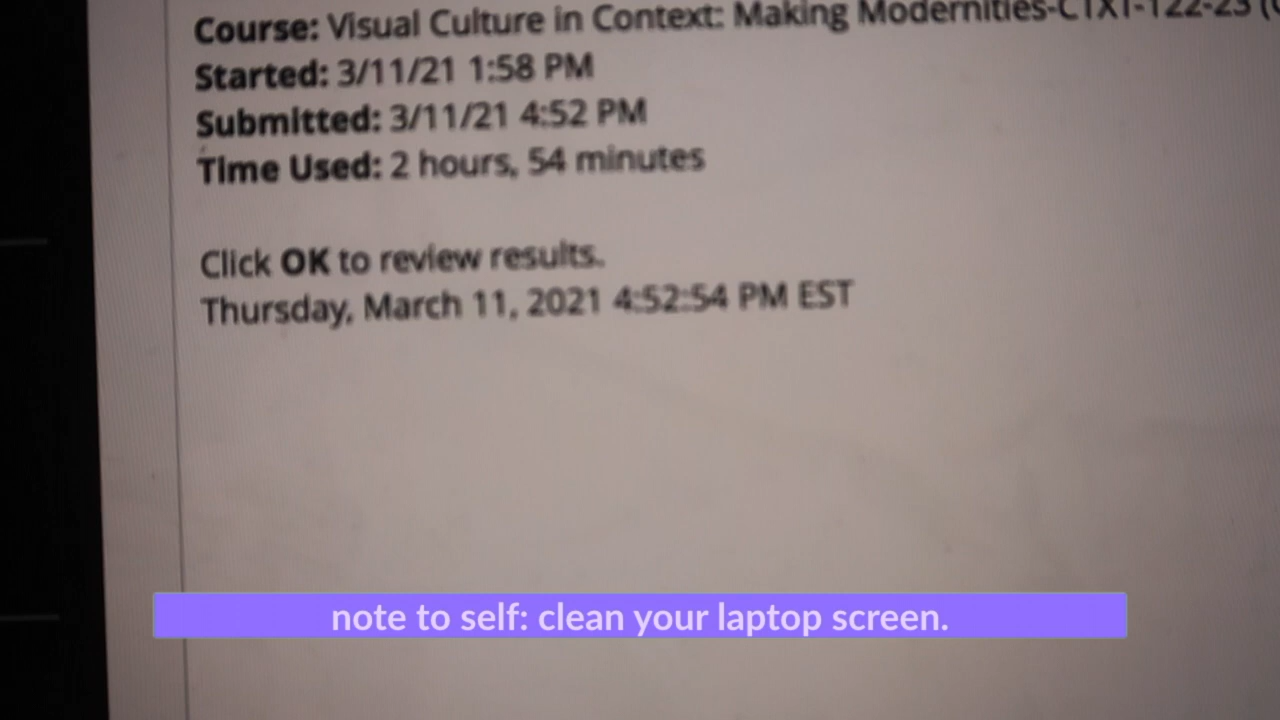 Course: Visual Culture in Context: Making Modernities-CTXT-122-23
Started: 3/11/21 1:58 PM
Submitted: 3/11/21 4:52 PM
Time Used: 2 hours, 54 minutes
Click OK to review results.
Thursday, March 11, 2021 4:52:54 PM EST
note to self: clean your laptop screen.